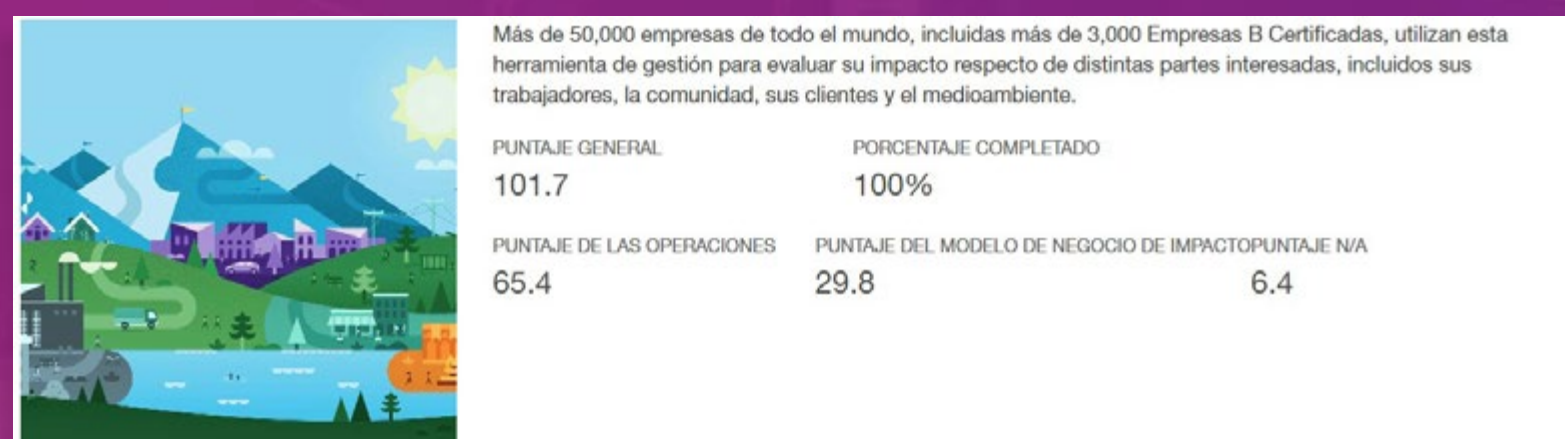 Más de 50,000 empresas de todo el mundo, incluidas más de 3,000 Empresas B Certificadas, utilizan esta
herramienta de gestión para evaluar su impacto respecto de distintas partes interesadas, incluidos sus
trabajadores, la comunidad, sus clientes y el medioambiente.
PUNTAJE GENERAL PORCENTAJE COMPLETADO
101.7 100%
PUNTAJE DE LAS OPERACIONES PUNTAJE DEL MODELO DE NEGOCIO DE IMPACTOPUNTAJE N/A
65.4 29.8 6.4